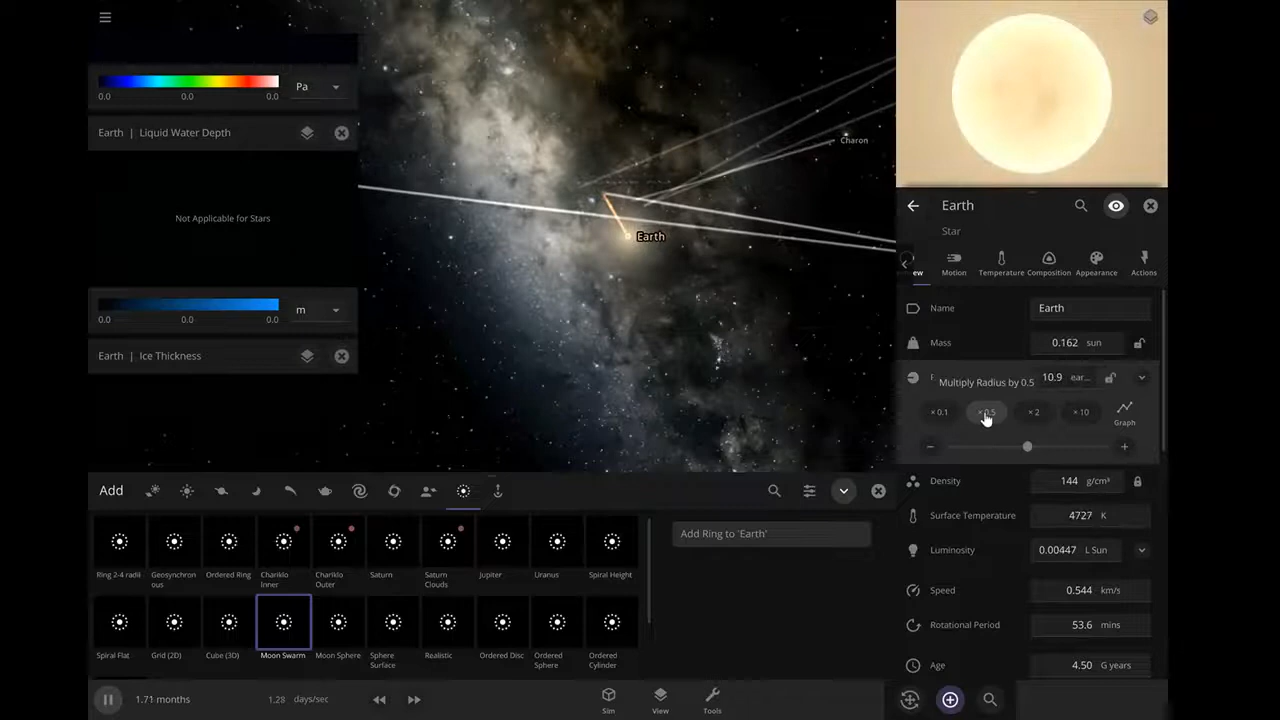 Pa
0.0 0.0 0.0
Earth | Liquid Water Depth
Not Applicable for Stars
m
0.0 0.0 0.0
Earth | Ice Thickness
Charon
Earth
Earth
Star
ew Motion Temperature Composition Appearance Actions
Name Earth
Mass 0.162 sun
Multiply Radius by 0.5 10.9 ear...
× 0.1 × 0.5 × 2 × 10 Graph
Density 144 g/cm³
Surface Temperature 4727 K
Luminosity 0.00447 L Sun
Speed 0.544 km/s
Rotational Period 53.6 mins
Age 4.50 G years
Add
Add Ring to 'Earth'
Ring 2-4 radii Geosynchronous Ordered Ring Chariklo Inner Chariklo Outer Saturn Saturn Clouds Jupiter Uranus Spiral Height
Spiral Flat Grid (2D) Cube (3D) Moon Swarm Moon Sphere Sphere Surface Realistic Ordered Disc Ordered Sphere Ordered Cylinder
1.71 months 1.28 days/sec Sim View Tools